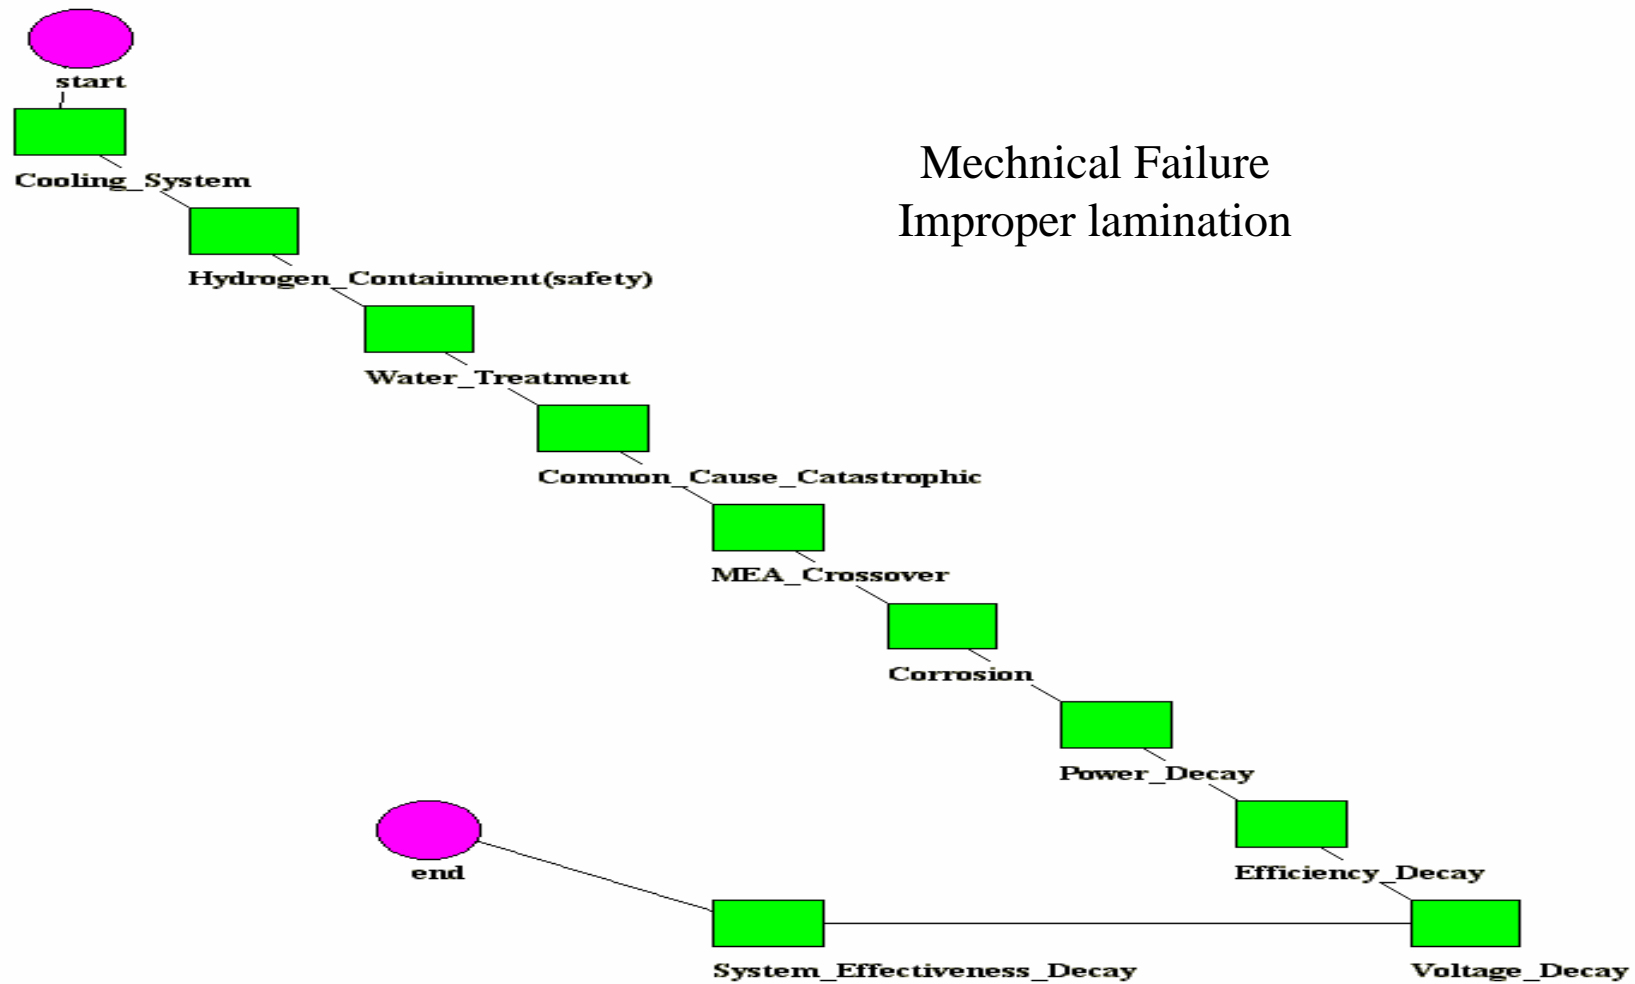 start
Cooling_System
Mechnical Failure
Improper lamination
Hydrogen_Containment(safety)
Water_Treatment
Common_Cause_Catastrophic
MEA_Crossover
Corrosion
Power_Decay
end
Efficiency_Decay
System_Effectiveness_Decay
Voltage_Decay